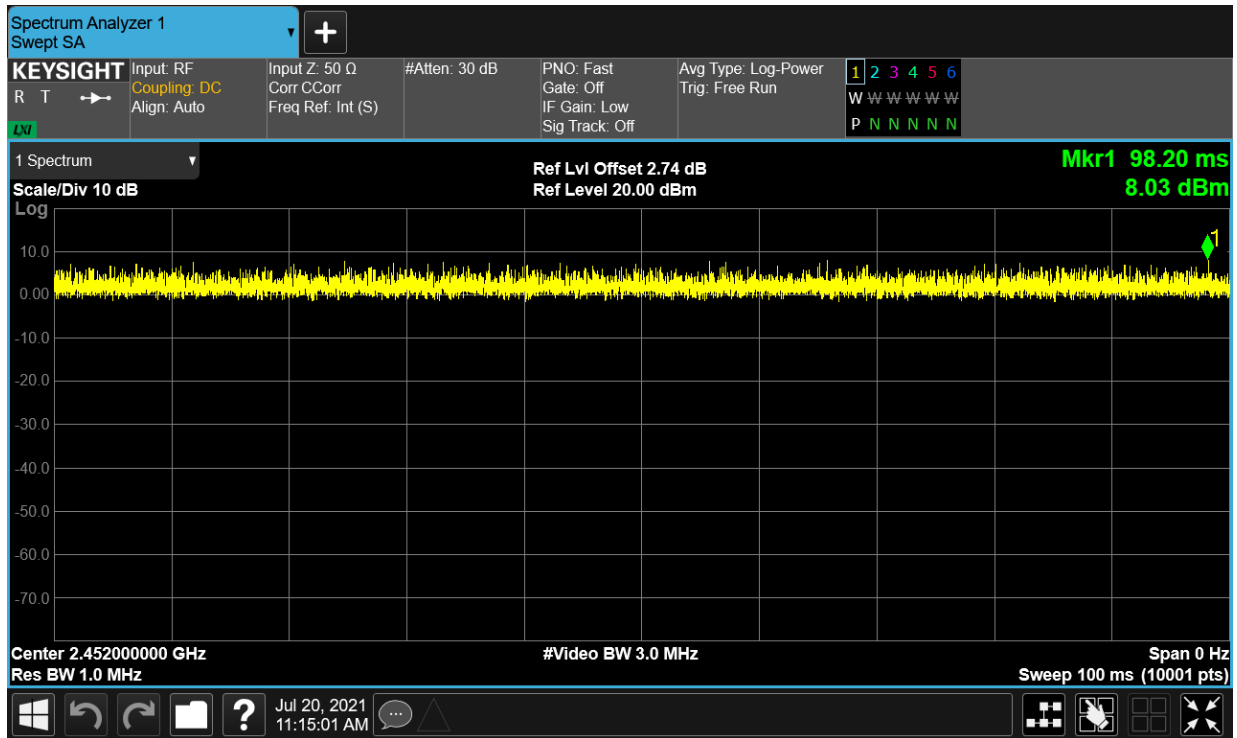 Spectrum Analyzer 1
Swept SA
KEYSIGHT
R T
LXI
Input: RF
Coupling: DC
Align: Auto
Input Z: 50 Ω
Corr CCorr
Freq Ref: Int (S)
#Atten: 30 dB
PNO: Fast
Gate: Off
IF Gain: Low
Sig Track: Off
Avg Type: Log-Power
Trig: Free Run
1 2 3 4 5 6
W W W W W W
P N N N N N
1 Spectrum
Scale/Div 10 dB
Log
Ref Lvl Offset 2.74 dB
Ref Level 20.00 dBm
Mkr1 98.20 ms
8.03 dBm
1
10.0
0.00
-10.0
-20.0
-30.0
-40.0
-50.0
-60.0
-70.0
Center 2.452000000 GHz
Res BW 1.0 MHz
#Video BW 3.0 MHz
Span 0 Hz
Sweep 100 ms (10001 pts)
?
Jul 20, 2021
11:15:01 AM